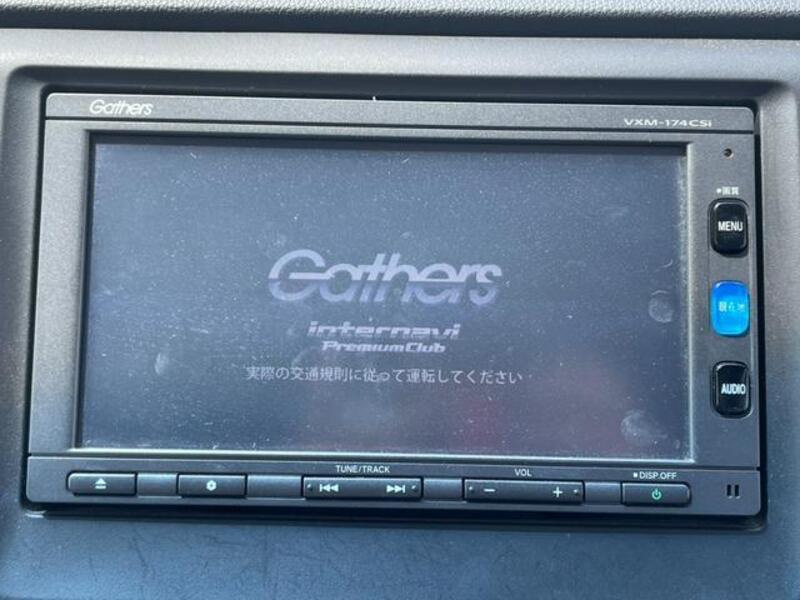 Gathers
VXM-174CSi
●画質
MENU
現在地
AUDIO
Gathers
internavi
PremiumClub
実際の交通規則に従って運転してください
TUNE/TRACK
VOL
●DISP.OFF